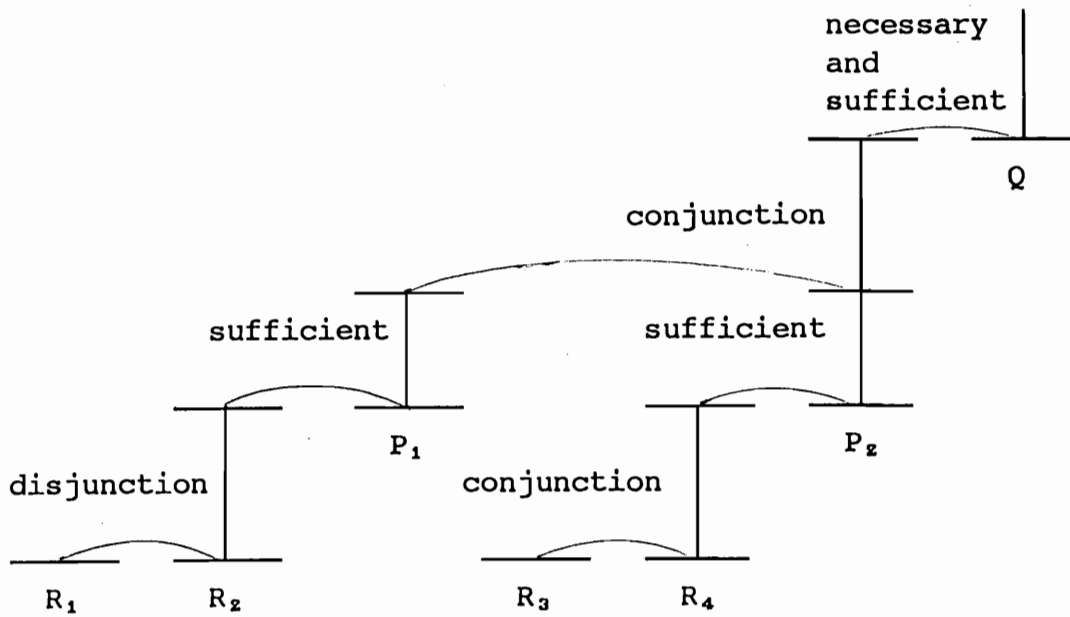 necessary
and
sufficient
Q
conjunction
sufficient
sufficient
P₁
P₂
disjunction
conjunction
R₁
R₂
R₃
R₄